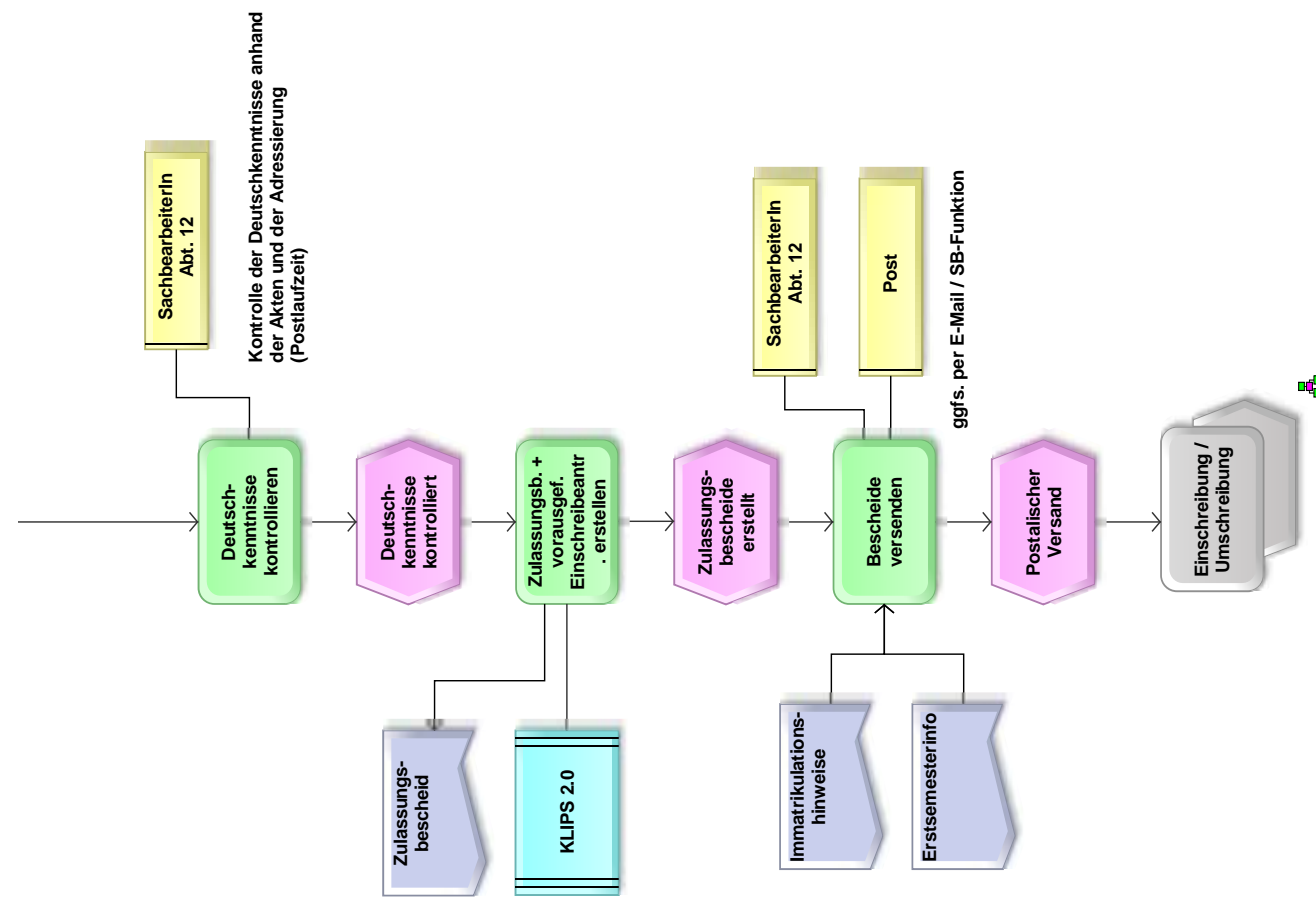 SachbearbeiterIn
Abt. 12
Kontrolle der Deutschkenntnisse anhand
der Akten und der Adressierung
(Postlaufzeit)
Deutsch-
kenntnisse
kontrollieren
Deutsch-
kenntnisse
kontrolliert
Zulassungsb. +
vorausgef.
Einschreibeantr
. erstellen
Zulassungs-
bescheid
KLIPS 2.0
Zulassungs-
bescheide
erstellt
SachbearbeiterIn
Abt. 12
Post
ggfs. per E-Mail / SB-Funktion
Bescheide
versenden
Immatrikulations-
hinweise
Erstsemesterinfo
Postalischer
Versand
Einschreibung /
Umschreibung